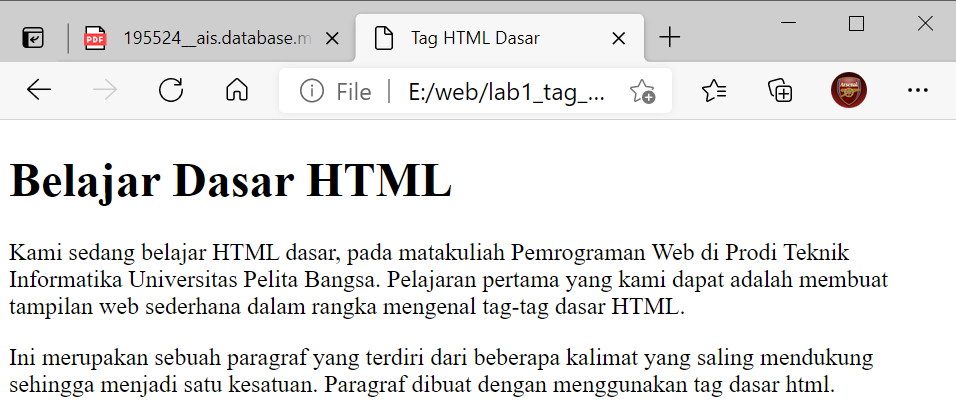 195524__ais.database.m
Tag HTML Dasar
File
E:/web/lab1_tag_...
Belajar Dasar HTML
Kami sedang belajar HTML dasar, pada matakuliah Pemrograman Web di Prodi Teknik
Informatika Universitas Pelita Bangsa. Pelajaran pertama yang kami dapat adalah membuat
tampilan web sederhana dalam rangka mengenal tag-tag dasar HTML.
Ini merupakan sebuah paragraf yang terdiri dari beberapa kalimat yang saling mendukung
sehingga menjadi satu kesatuan. Paragraf dibuat dengan menggunakan tag dasar html.